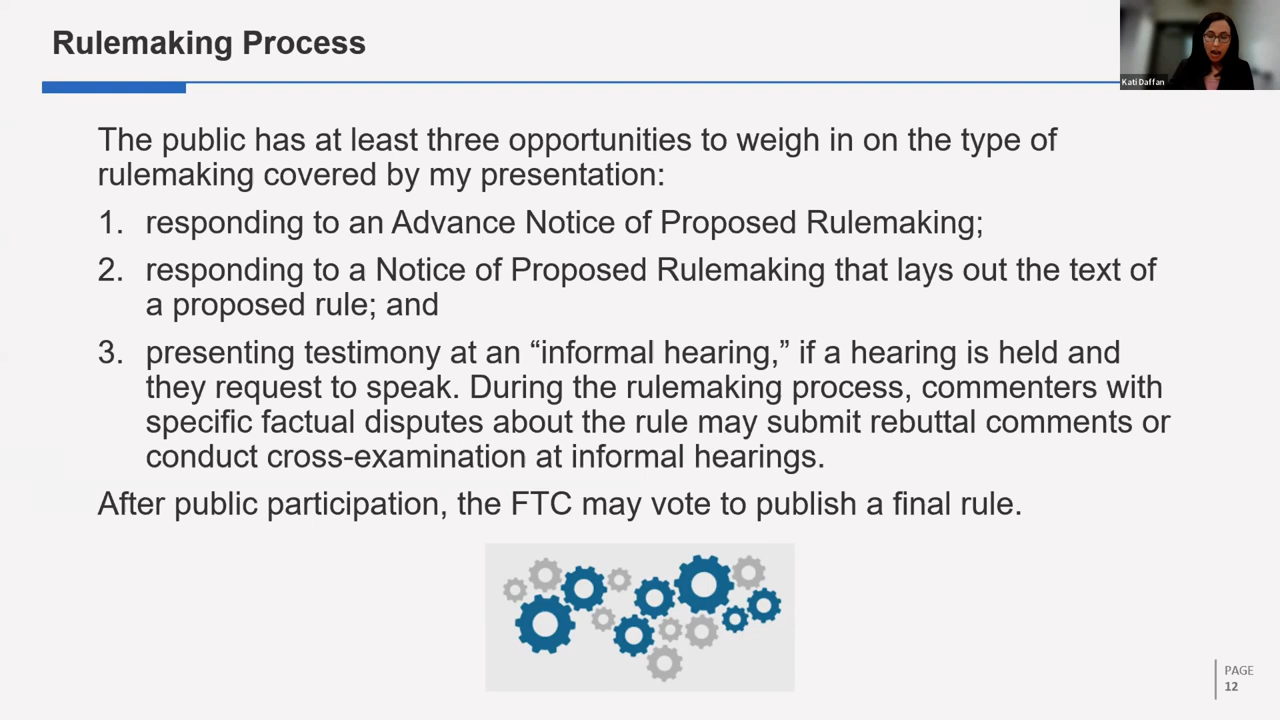 Rulemaking Process
Kati Daffan
The public has at least three opportunities to weigh in on the type of
rulemaking covered by my presentation:
1. responding to an Advance Notice of Proposed Rulemaking;
2. responding to a Notice of Proposed Rulemaking that lays out the text of
a proposed rule; and
3. presenting testimony at an “informal hearing,” if a hearing is held and
they request to speak. During the rulemaking process, commenters with
specific factual disputes about the rule may submit rebuttal comments or
conduct cross-examination at informal hearings.
After public participation, the FTC may vote to publish a final rule.
PAGE
12